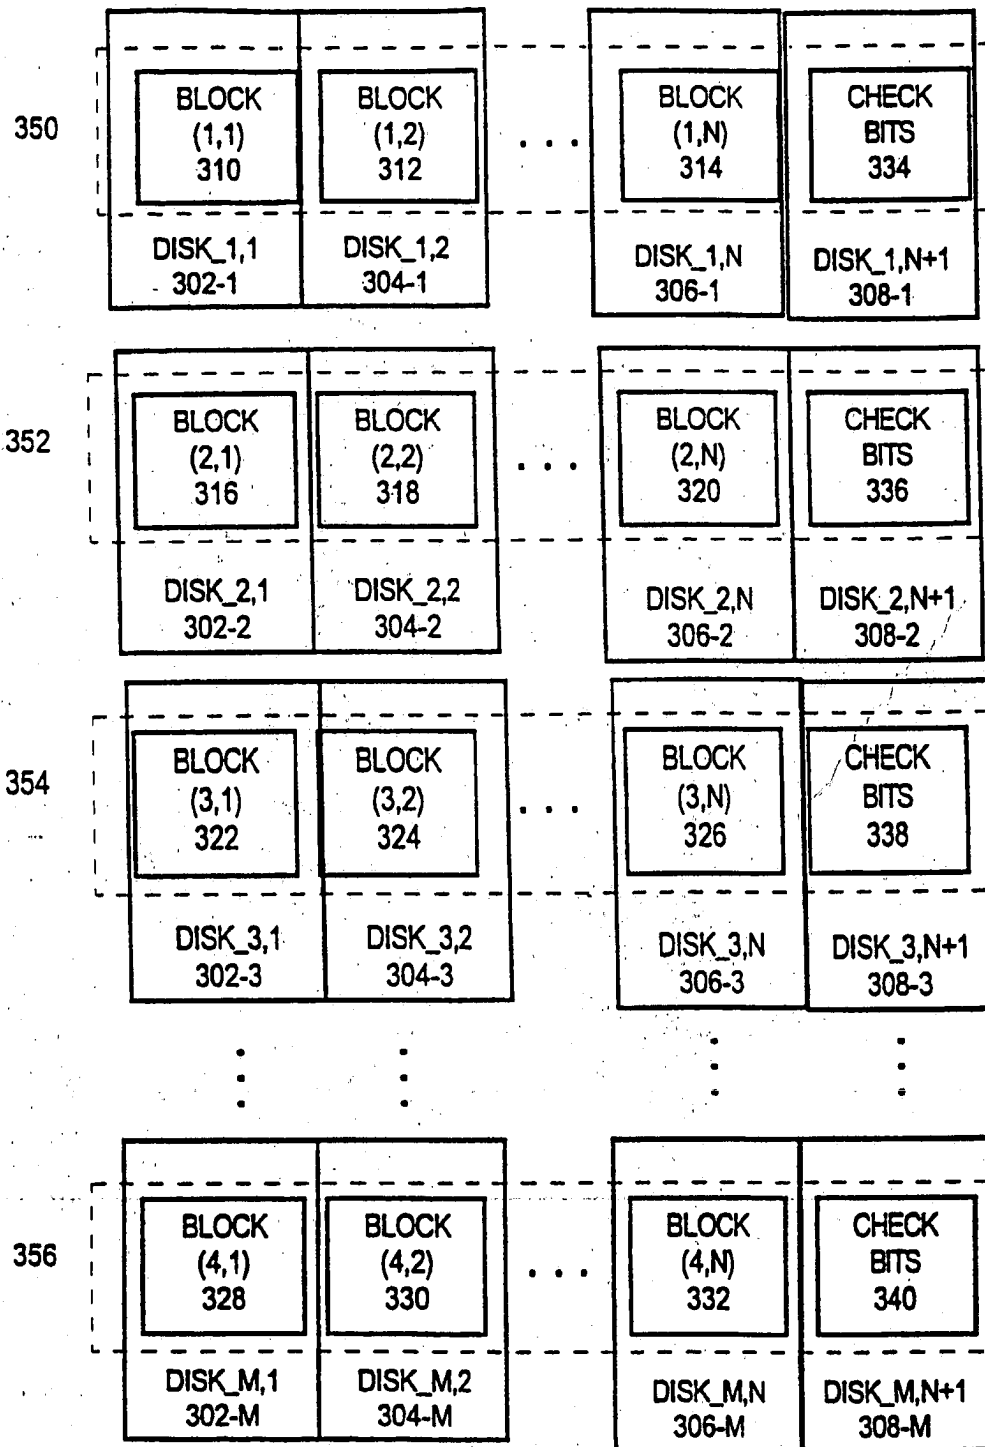 350
BLOCK
(1,1)
310
BLOCK
(1,2)
312
. . .
BLOCK
(1,N)
314
CHECK
BITS
334
DISK_1,1
302-1
DISK_1,2
304-1
DISK_1,N
306-1
DISK_1,N+1
308-1
352
BLOCK
(2,1)
316
BLOCK
(2,2)
318
. . .
BLOCK
(2,N)
320
CHECK
BITS
336
DISK_2,1
302-2
DISK_2,2
304-2
DISK_2,N
306-2
DISK_2,N+1
308-2
354
BLOCK
(3,1)
322
BLOCK
(3,2)
324
. . .
BLOCK
(3,N)
326
CHECK
BITS
338
DISK_3,1
302-3
DISK_3,2
304-3
DISK_3,N
306-3
DISK_3,N+1
308-3
356
BLOCK
(4,1)
328
BLOCK
(4,2)
330
. . .
BLOCK
(4,N)
332
CHECK
BITS
340
DISK_M,1
302-M
DISK_M,2
304-M
DISK_M,N
306-M
DISK_M,N+1
308-M